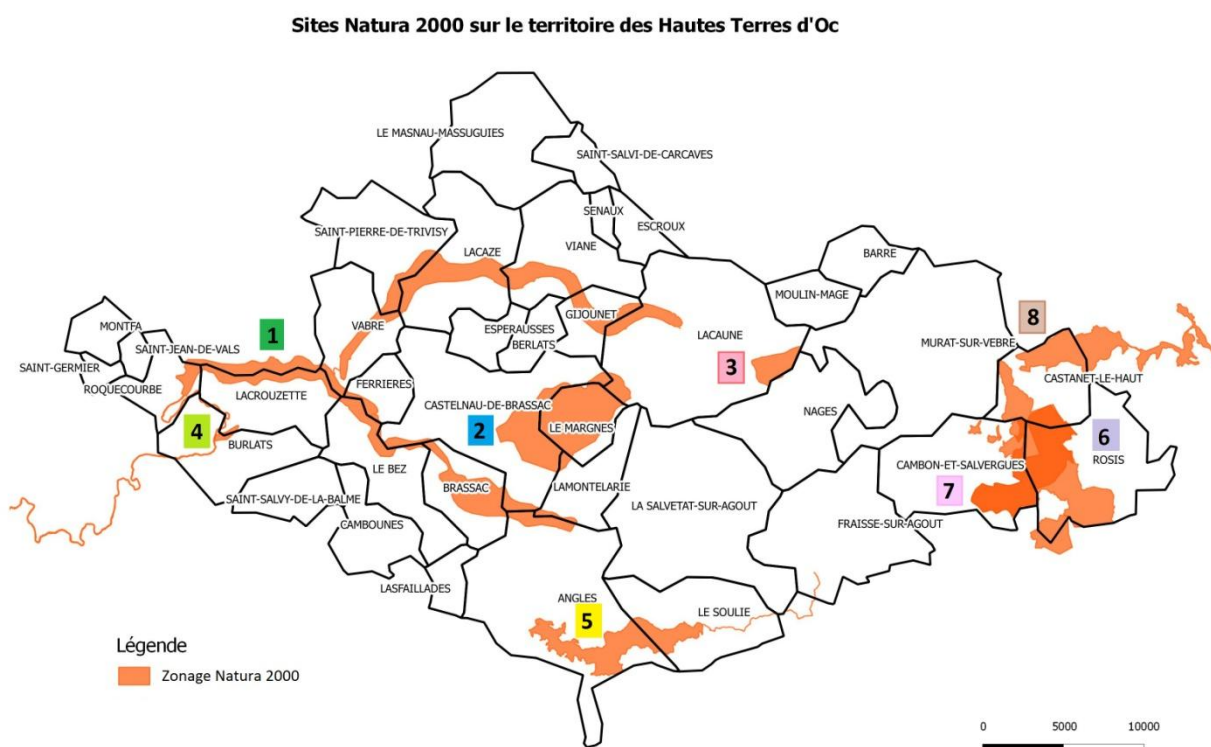 Sites Natura 2000 sur le territoire des Hautes Terres d'Oc
LE MASNAU-MASSUGUIES
SAINT-SALVI-DE-CARCAVES
SENAUX
ESCROUX
SAINT-PIERRE-DE-TRIVISY
LACAZE
VIANE
BARRE
MOULIN-MAGE
MONTFA
1
VABRE
ESPERAUSSES
GIJOUNET
BERLATS
LACAUNE
8
MURAT-SUR-VEBRE
SAINT-JEAN-DE-VALS
SAINT-GERMIER
ROQUECOURBE
LACROUZETTE
FERRIERES
3
CASTANET-LE-HAUT
CASTELNAU-DE-BRASSAC
NAGES
4
BURLATS
2
LE MARGNES
6
ROSIS
LE BEZ
BRASSAC
LAMONTELARIE
CAMBON-ET-SALVERGUES
7
SAINT-SALVY-DE-LA-BALME
CAMBOUNES
LA SALVETAT-SUR-AGOUT
FRAISSE-SUR-AGOUT
LASFAILLADES
ANGLES
5
LE SOULIE
Légende
Zonage Natura 2000
0 5000 10000